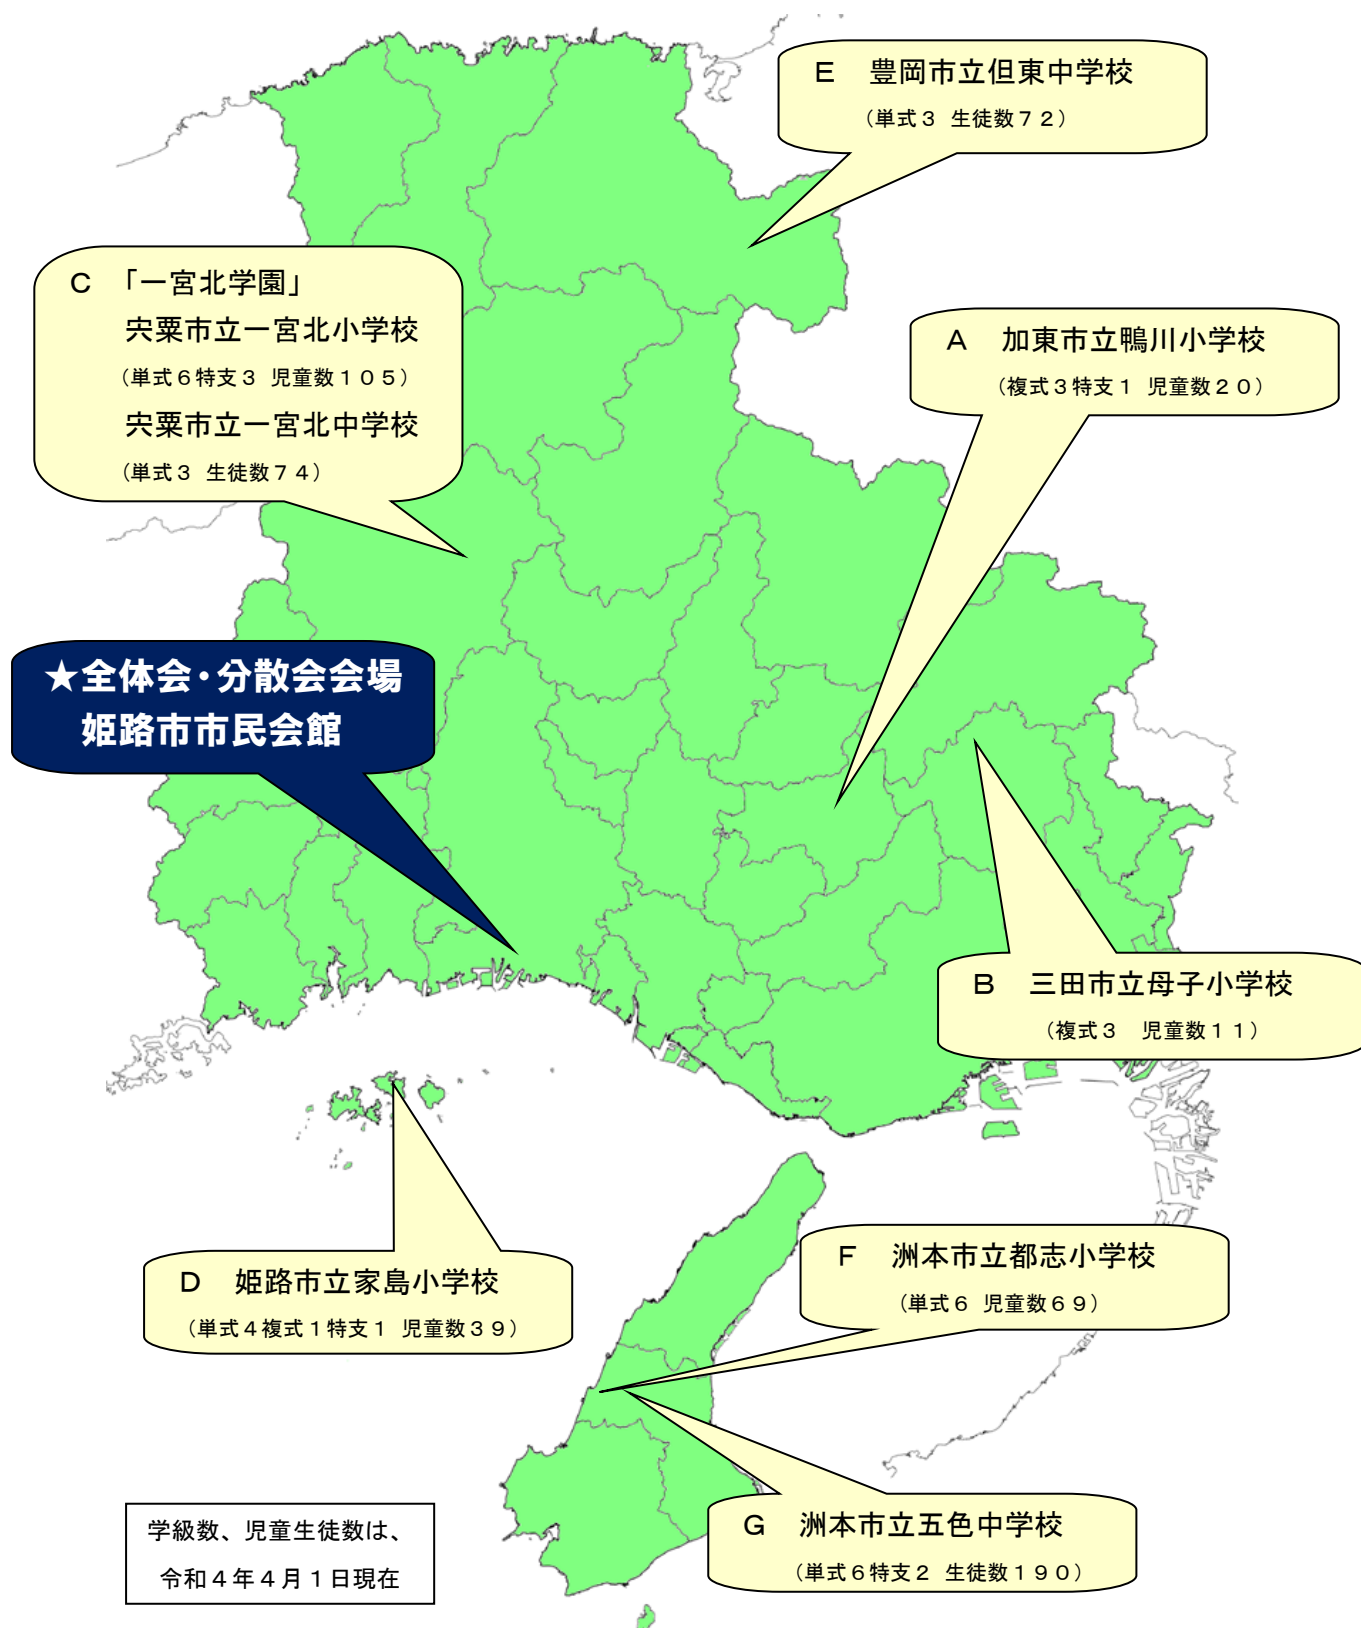 E　豊岡市立但東中学校
（単式３ 生徒数７２）
C　「一宮北学園」
宍粟市立一宮北小学校
（単式６特支３ 児童数１０５）
宍粟市立一宮北中学校
（単式３ 生徒数７４）
A　加東市立鴨川小学校
（複式３特支１ 児童数２０）
★全体会・分散会会場
姫路市市民会館
B　三田市立母子小学校
（複式３　児童数１１）
D　姫路市立家島小学校
（単式４複式１特支１ 児童数３９）
F　洲本市立都志小学校
（単式６ 児童数６９）
G　洲本市立五色中学校
（単式６特支２ 生徒数１９０）
学級数、児童生徒数は、
令和４年４月１日現在